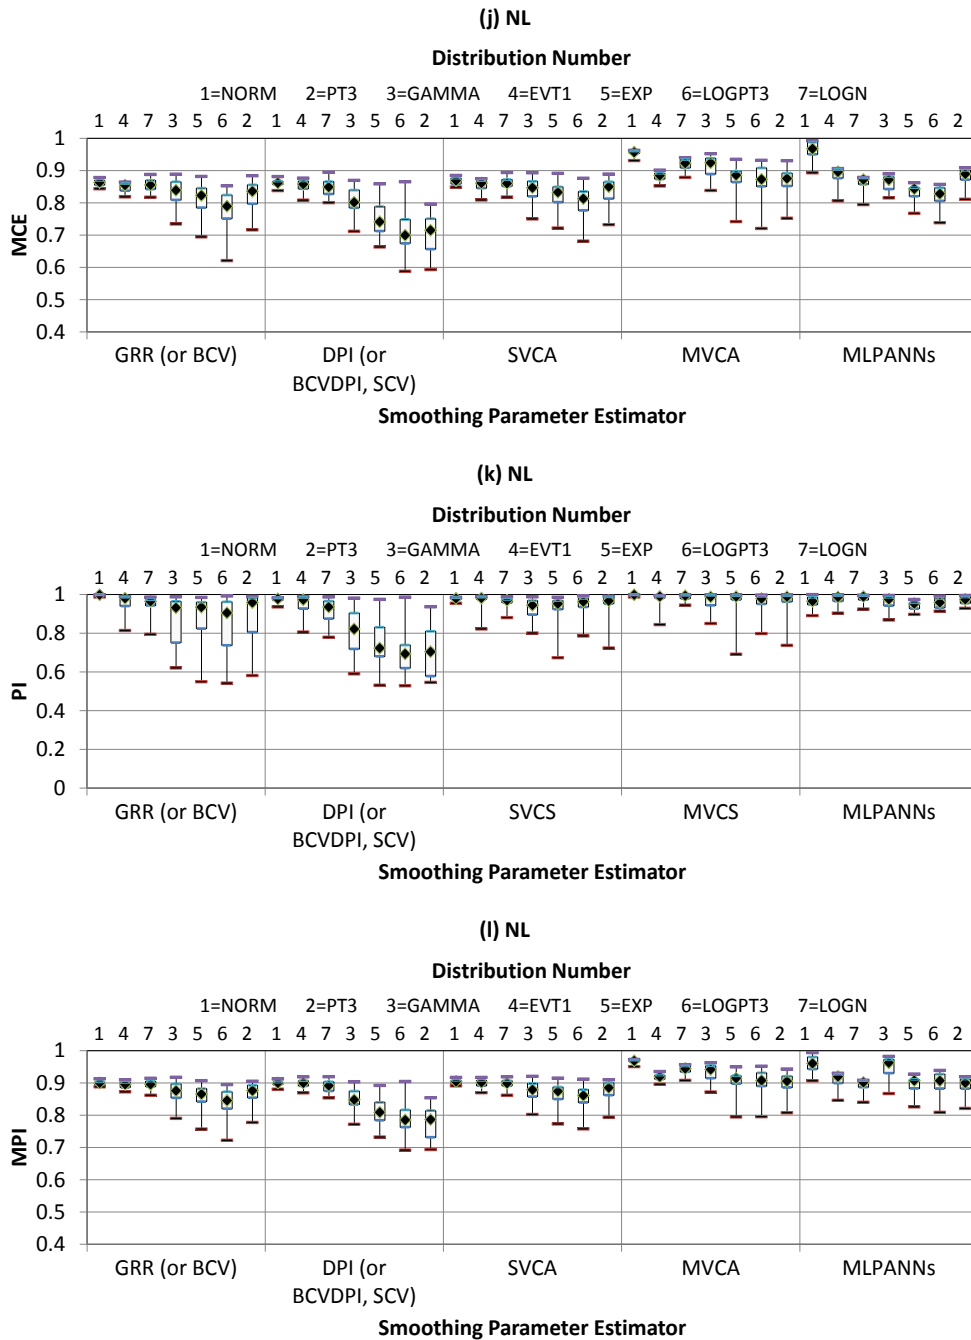 (j) NL
Distribution Number
1=NORM 2=PT3 3=GAMMA 4=EVT1 5=EXP 6=LOGPT3 7=LOGN
1 4 7 3 5 6 2 1 4 7 3 5 6 2 1 4 7 3 5 6 2 1 4 7 3 5 6 2 1 4 7 3 5 6 2
1
0.9
0.8
0.7
0.6
0.5
0.4
MCE
GRR (or BCV) DPI (or BCVDPI, SCV) SVCA MVCA MLPANNs
Smoothing Parameter Estimator
(k) NL
Distribution Number
1=NORM 2=PT3 3=GAMMA 4=EVT1 5=EXP 6=LOGPT3 7=LOGN
1 4 7 3 5 6 2 1 4 7 3 5 6 2 1 4 7 3 5 6 2 1 4 7 3 5 6 2 1 4 7 3 5 6 2
1
0.8
0.6
0.4
0.2
0
PI
GRR (or BCV) DPI (or BCVDPI, SCV) SVCS MVCS MLPANNs
Smoothing Parameter Estimator
(l) NL
Distribution Number
1=NORM 2=PT3 3=GAMMA 4=EVT1 5=EXP 6=LOGPT3 7=LOGN
1 4 7 3 5 6 2 1 4 7 3 5 6 2 1 4 7 3 5 6 2 1 4 7 3 5 6 2 1 4 7 3 5 6 2
1
0.9
0.8
0.7
0.6
0.5
0.4
MPI
GRR (or BCV) DPI (or BCVDPI, SCV) SVCA MVCA MLPANNs
Smoothing Parameter Estimator